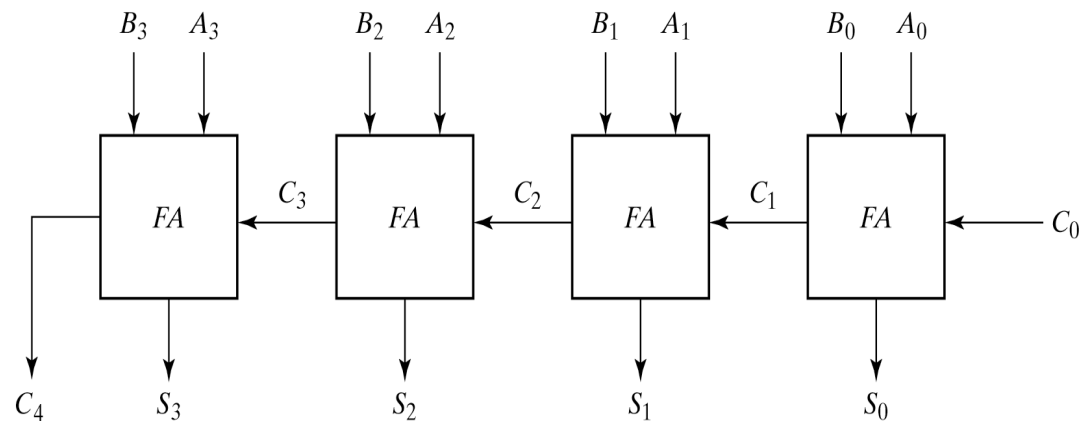 B₃ A₃ B₂ A₂ B₁ A₁ B₀ A₀
FA C₃ FA C₂ FA C₁ FA C₀
C₄ S₃ S₂ S₁ S₀